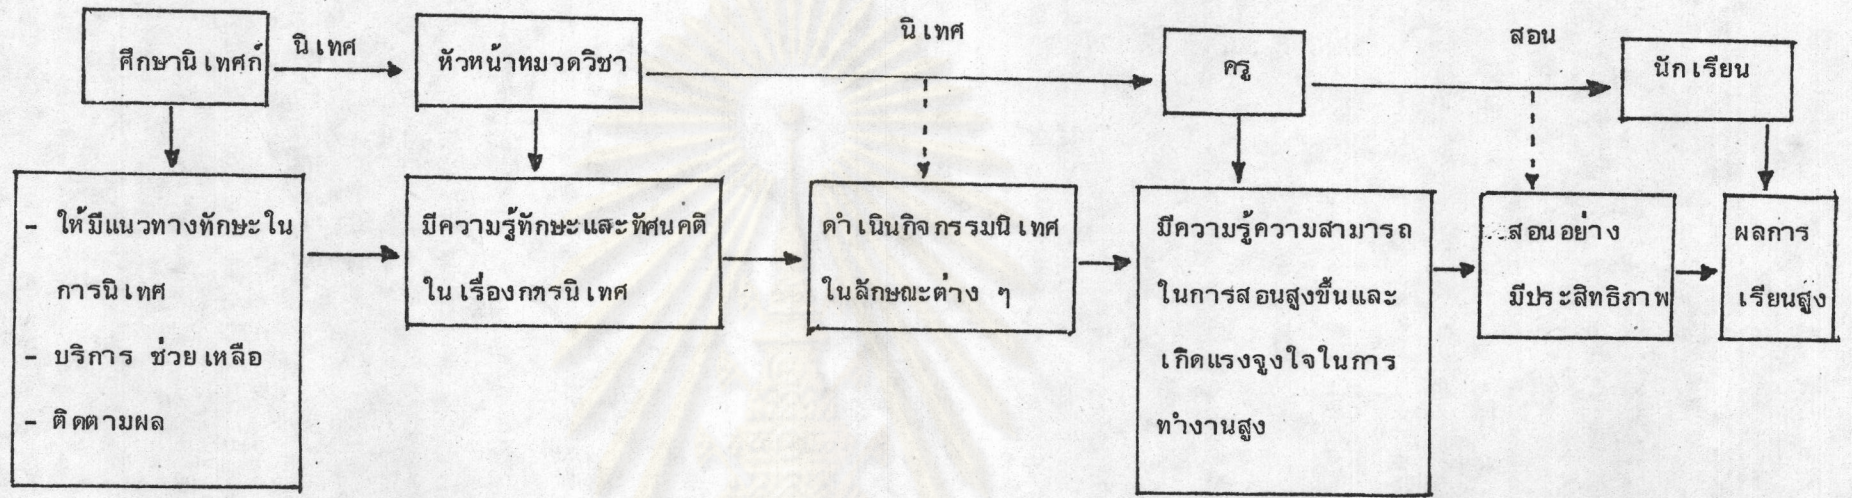 ศึกษานิเทศก์
นิเทศ
หัวหน้าหมวดวิชา
นิเทศ
ครู
สอน
นักเรียน
- ให้มีแนวทางทักษะใน
การนิเทศ
- บริการ ช่วยเหลือ
- ติดตามผล
มีความรู้ทักษะและทัศนคติ
ในเรื่องการนิเทศ
ดำเนินกิจกรรมนิเทศ
ในลักษณะต่าง ๆ
มีความรู้ความสามารถ
ในการสอนสูงขึ้นและ
เกิดแรงจูงใจในการ
ทำงานสูง
สอนอย่าง
มีประสิทธิภาพ
ผลการ
เรียนสูง